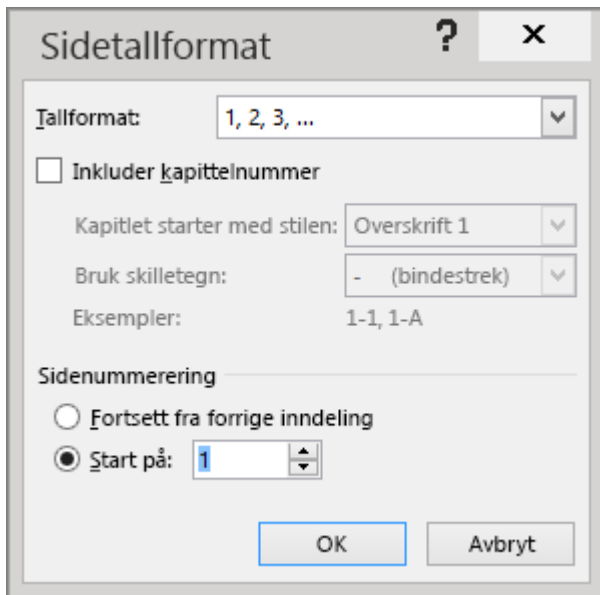 Sidetallformat ? x
Tallformat: 1, 2, 3, ...
Inkluder kapittelnummer
Kapitlet starter med stilen: Overskrift 1
Bruk skilletegn: - (bindestrek)
Eksempler: 1-1, 1-A
Sidenummerering
Fortsett fra forrige inndeling
Start på: 1
OK Avbryt